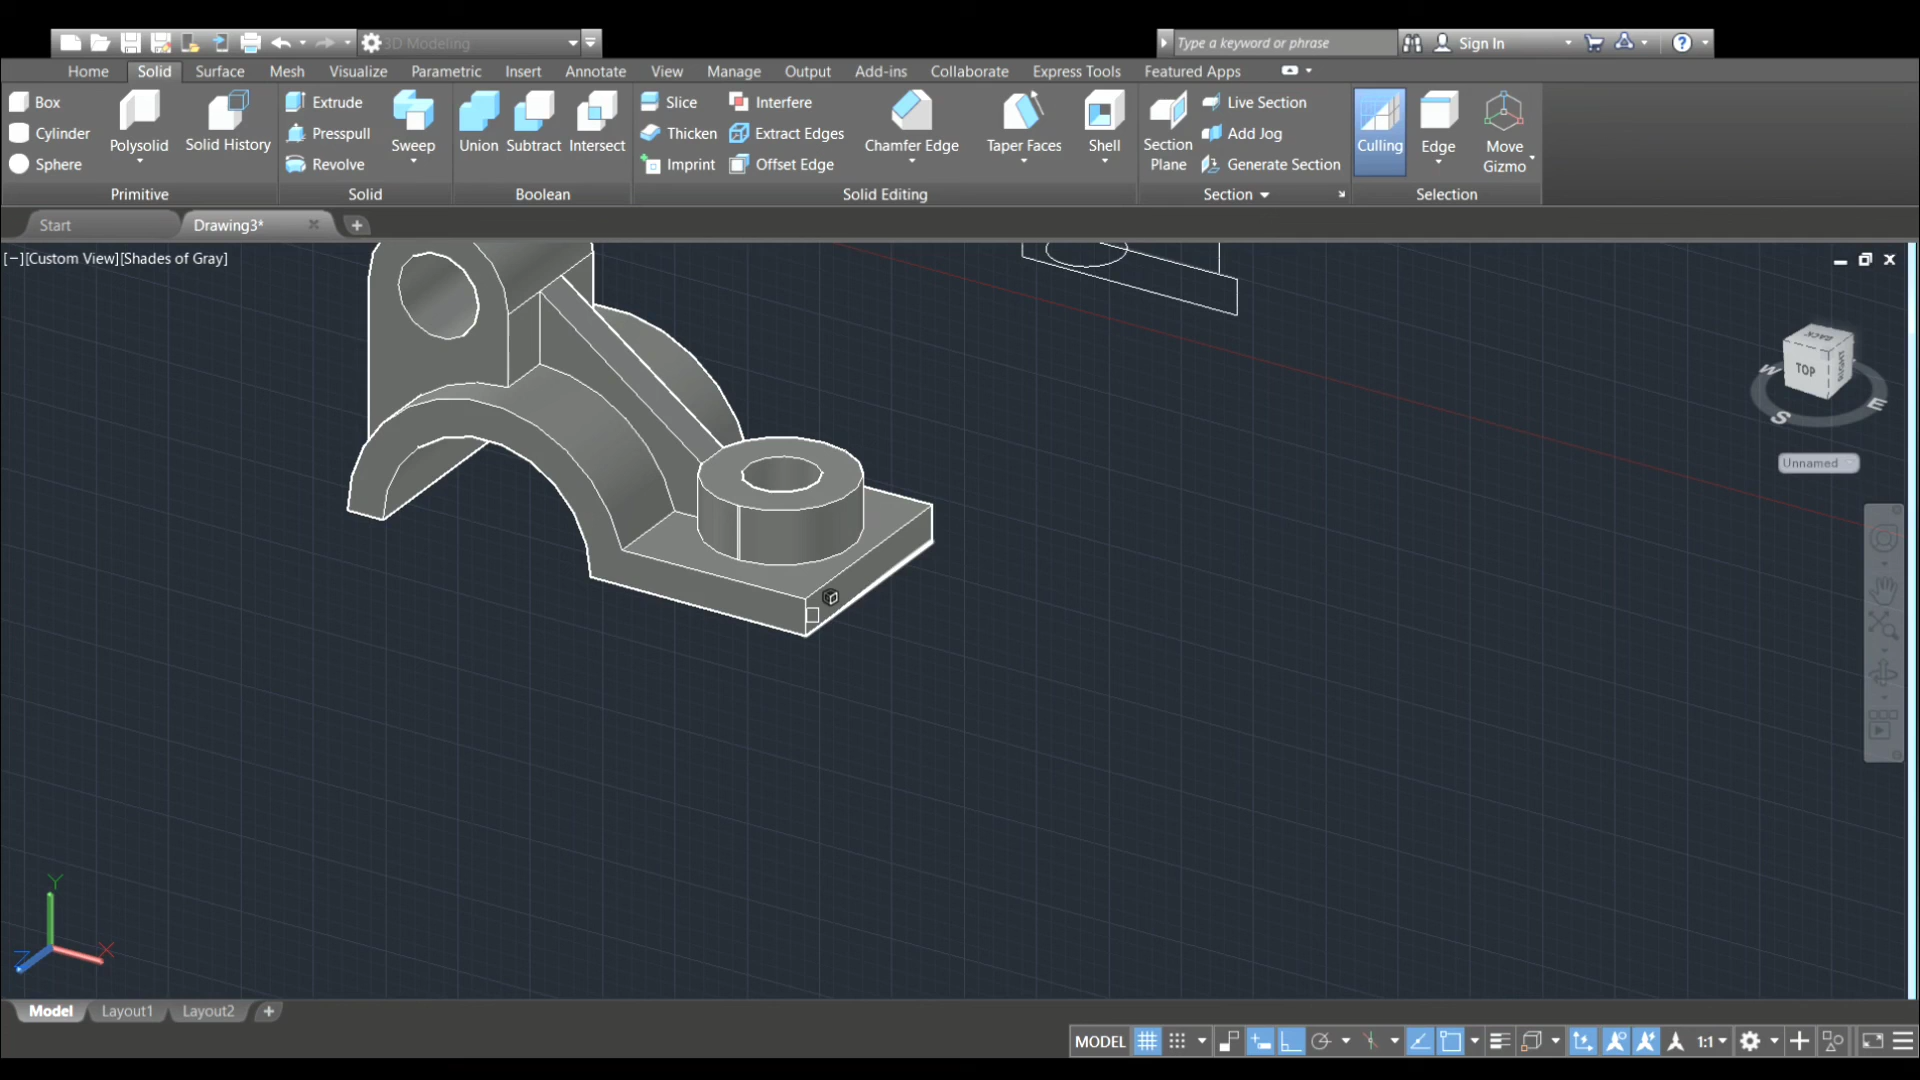 3D Modeling
Type a keyword or phrase
Sign In
Home Solid Surface Mesh Visualize Parametric Insert Annotate View Manage Output Add-ins Collaborate Express Tools Featured Apps
Box
Cylinder
Sphere
Polysolid
Solid History
Primitive
Extrude
Presspull
Revolve
Sweep
Solid
Union
Subtract
Intersect
Boolean
Slice
Thicken
Imprint
Interfere
Extract Edges
Offset Edge
Chamfer Edge
Taper Faces
Shell
Solid Editing
Section
Plane
Live Section
Add Jog
Generate Section
Section
Culling
Edge
Move
Gizmo
Selection
Start
Drawing3*
[−][Custom View][Shades of Gray]
BACK
TOP
RIGHT
W
S
E
Unnamed
Y
X
Z
Model
Layout1
Layout2
MODEL
1:1